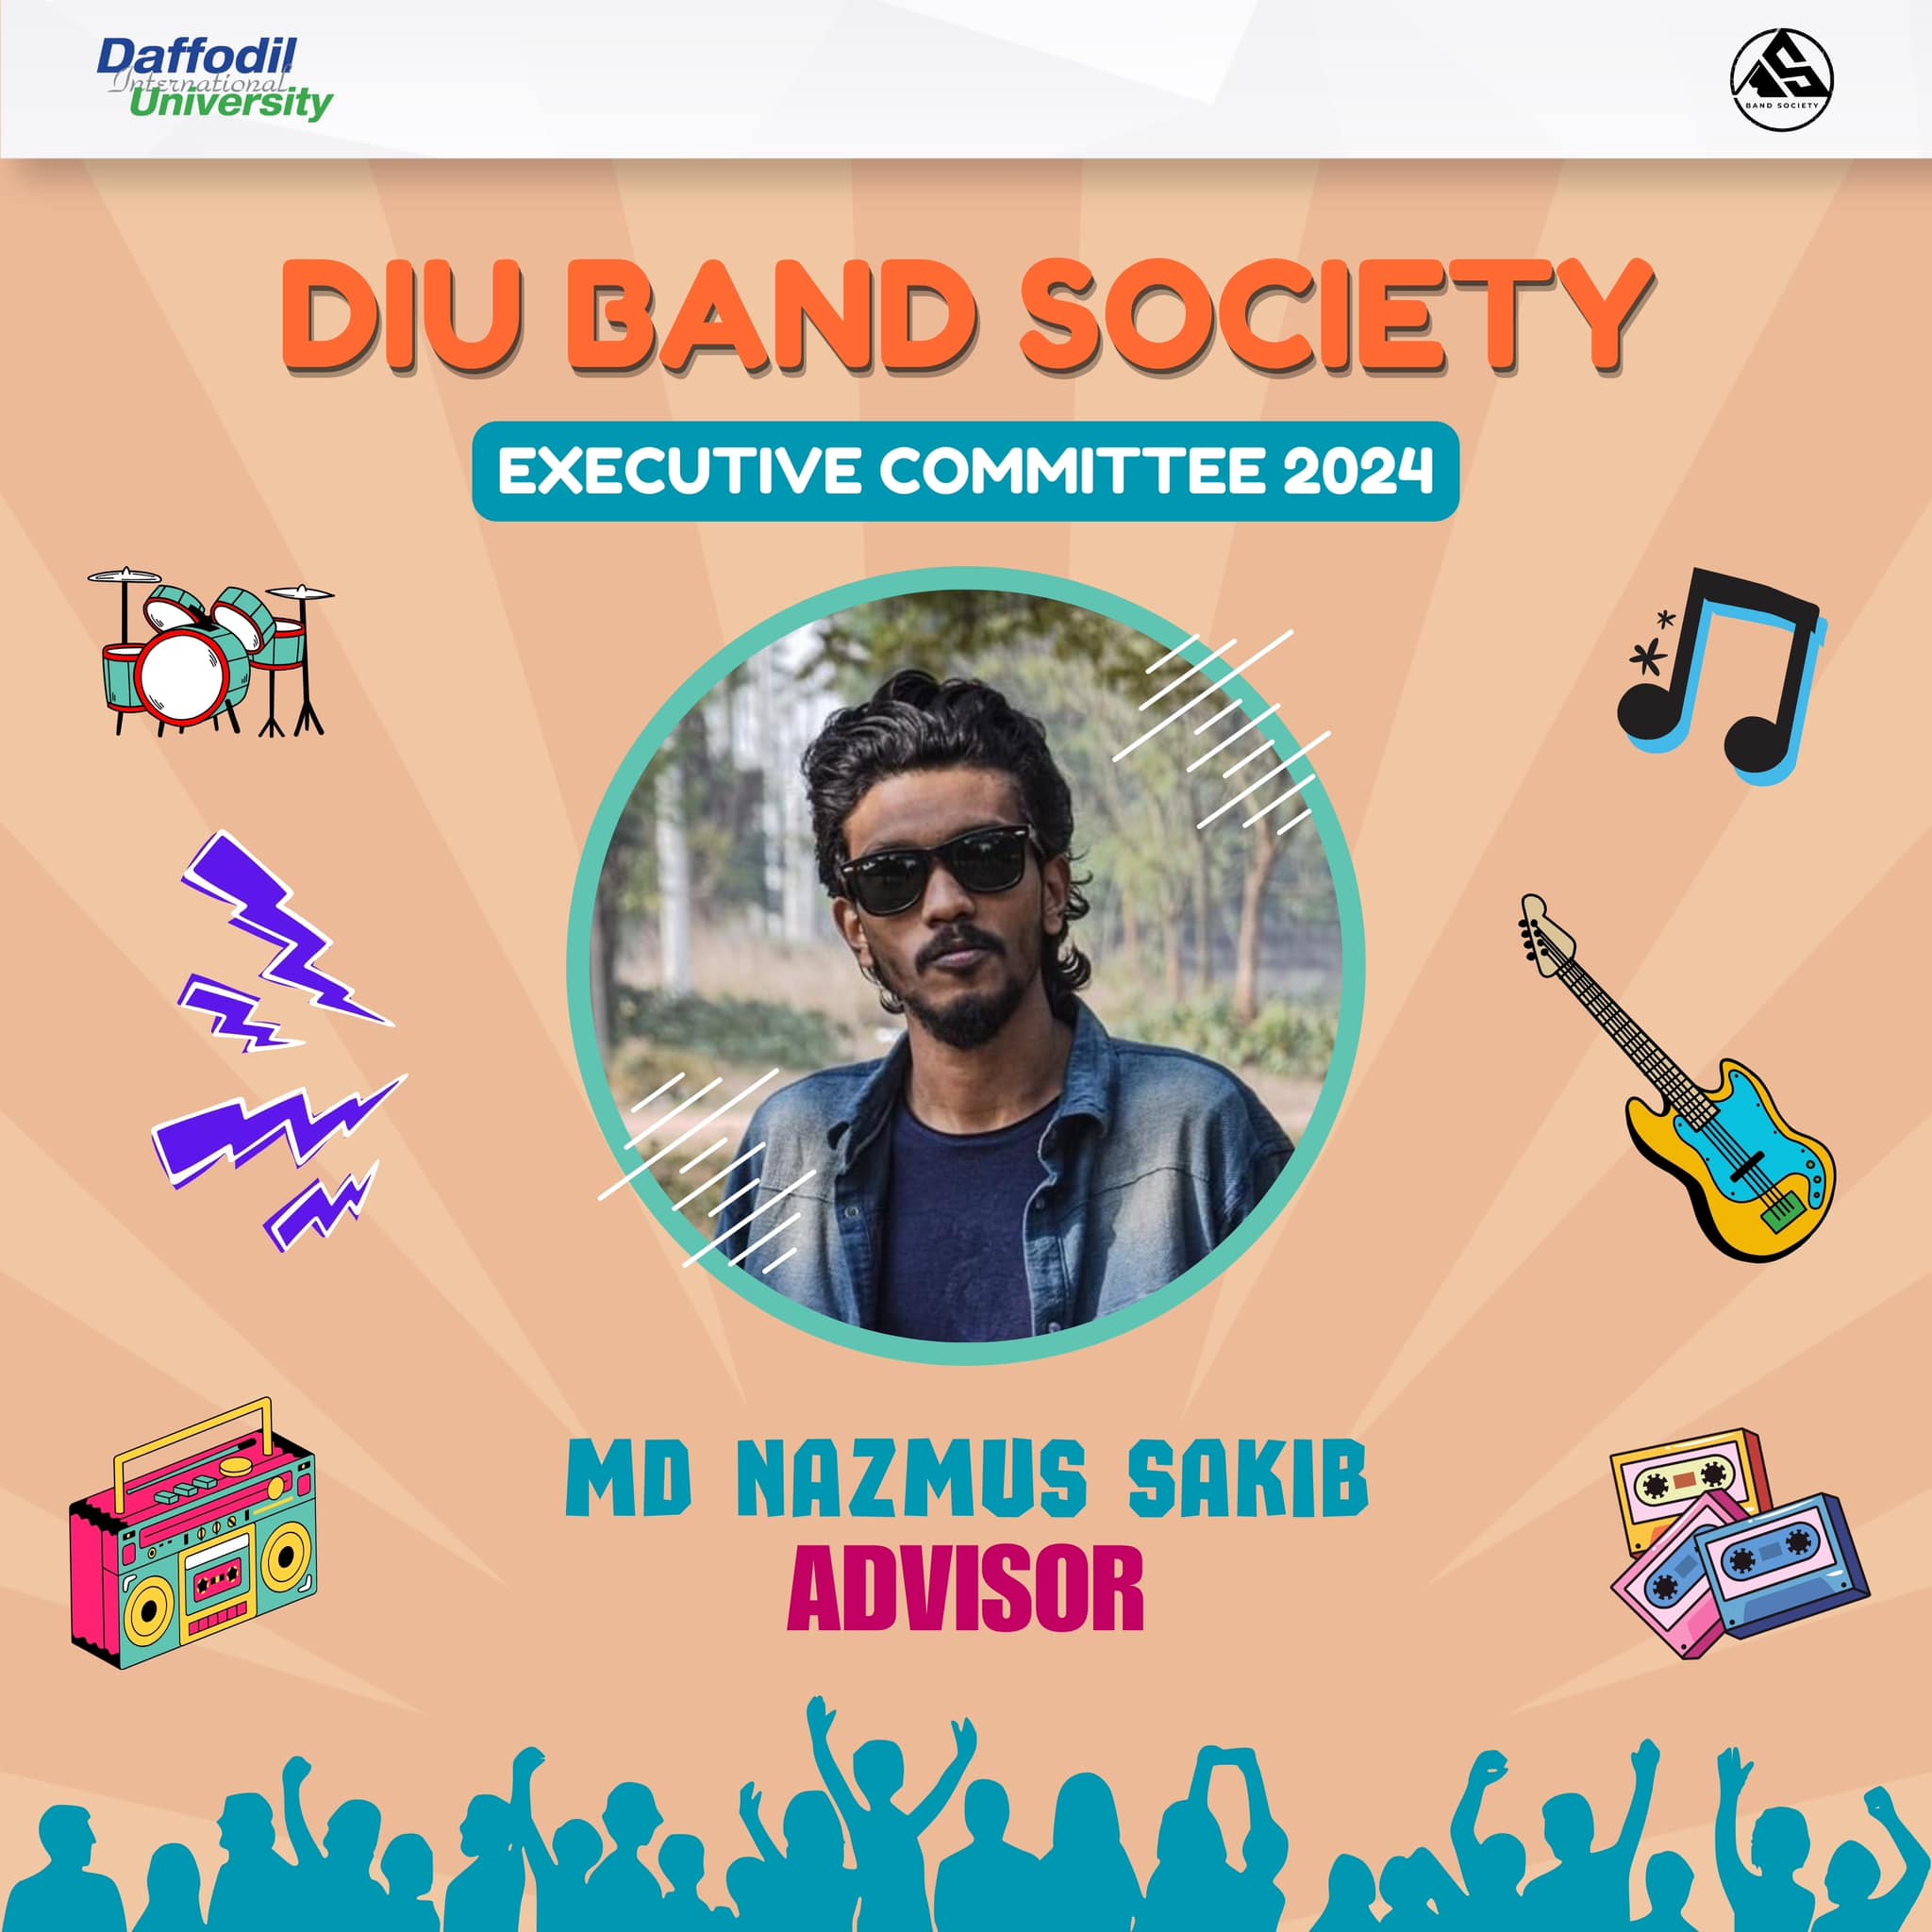 Daffodil
International
University
BAND SOCIETY
DIU BAND SOCIETY
EXECUTIVE COMMITTEE 2024
MD NAZMUS SAKIB
ADVISOR